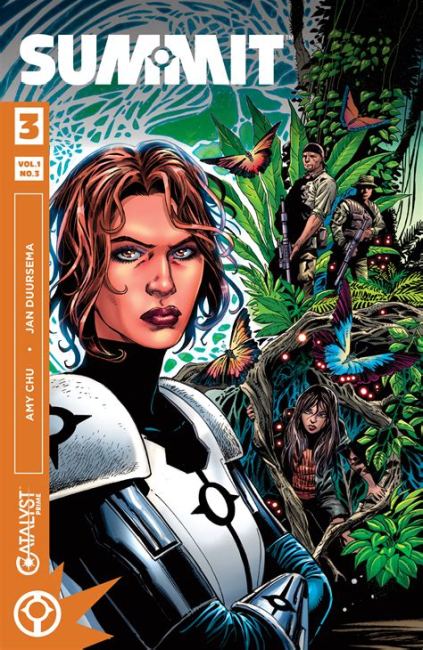 SUMMIT
3
VOL.1
NO.3
AMY CHU • JAN DUURSEMA
CATALYST
PRIME